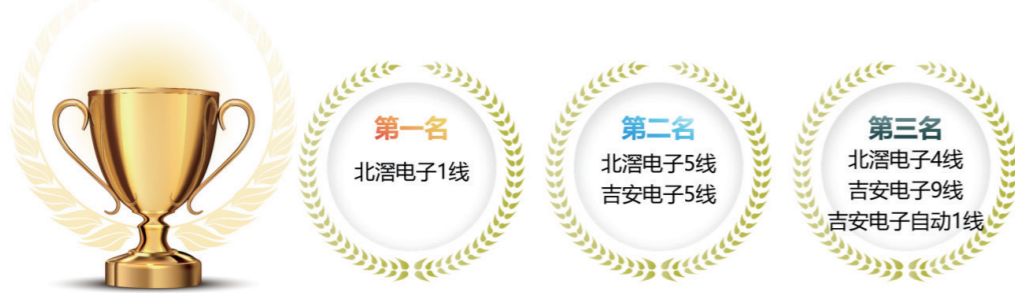 第一名
北滘电子1线
第二名
北滘电子5线
吉安电子5线
第三名
北滘电子4线
吉安电子9线
吉安电子自动1线